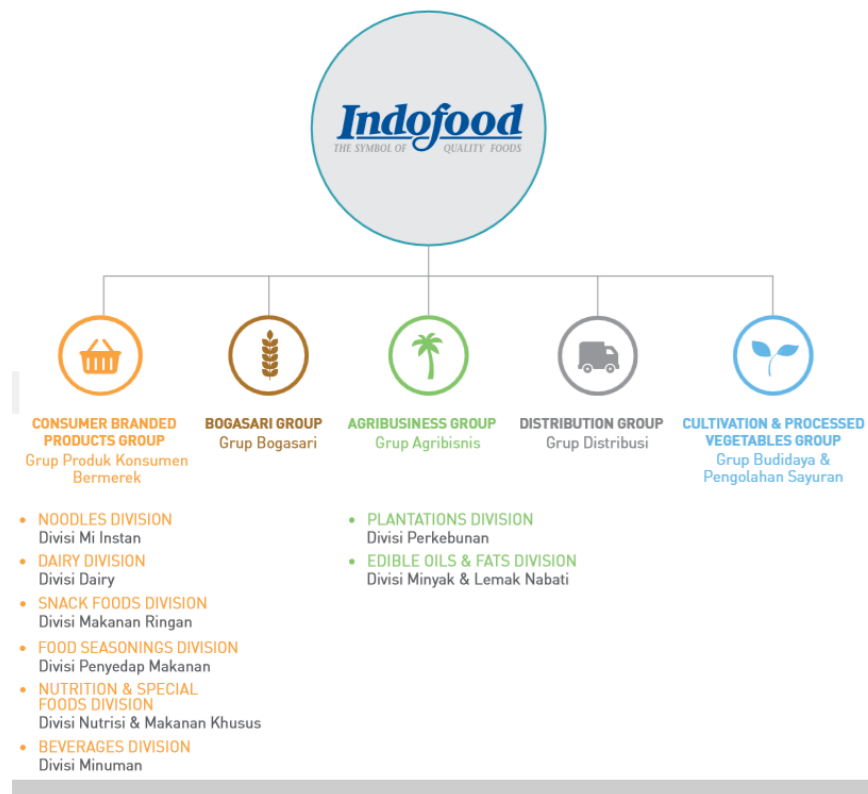 Indofood
THE SYMBOL OF QUALITY FOODS
CONSUMER BRANDED
PRODUCTS GROUP
Grup Produk Konsumen
Bermerek
BOGASARI GROUP
Grup Bogasari
AGRIBUSINESS GROUP
Grup Agribisnis
DISTRIBUTION GROUP
Grup Distribusi
CULTIVATION & PROCESSED
VEGETABLES GROUP
Grup Budidaya &
Pengolahan Sayuran
• NOODLES DIVISION
Divisi Mi Instan
• DAIRY DIVISION
Divisi Dairy
• SNACK FOODS DIVISION
Divisi Makanan Ringan
• FOOD SEASONINGS DIVISION
Divisi Penyedap Makanan
• NUTRITION & SPECIAL
FOODS DIVISION
Divisi Nutrisi & Makanan Khusus
• BEVERAGES DIVISION
Divisi Minuman
• PLANTATIONS DIVISION
Divisi Perkebunan
• EDIBLE OILS & FATS DIVISION
Divisi Minyak & Lemak Nabati